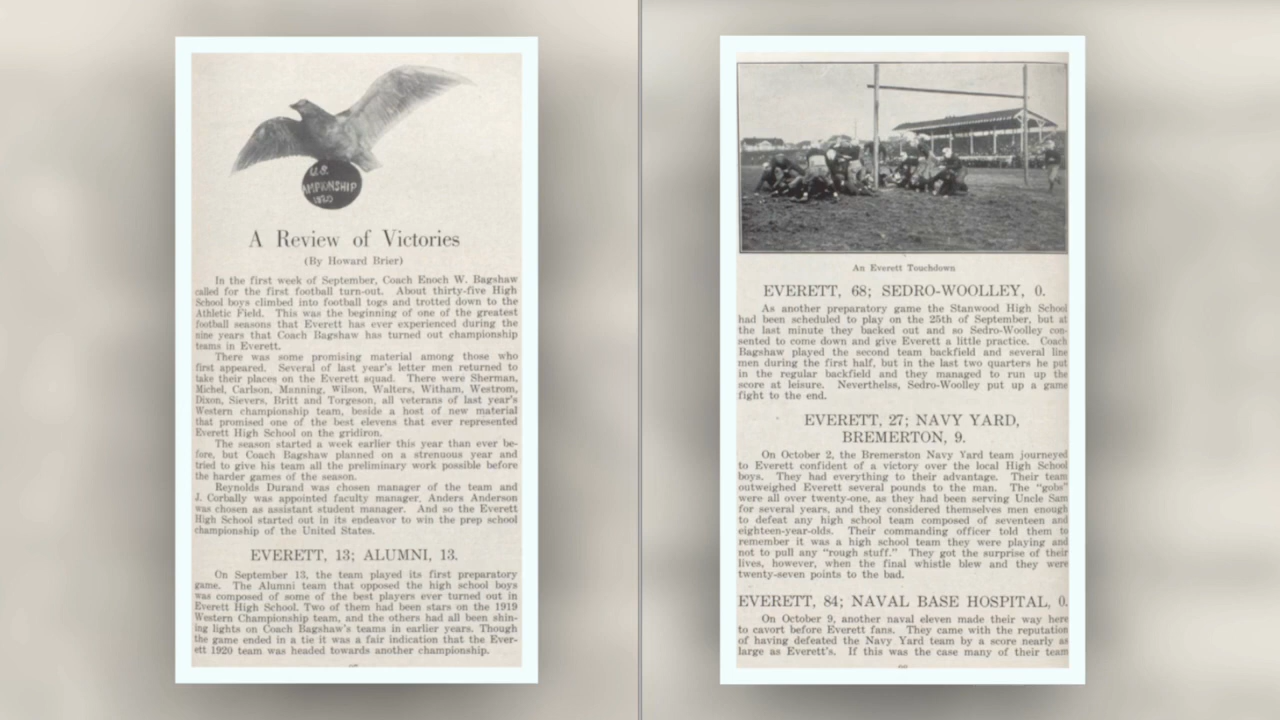 U.S.
AMPIONSHIP
1920
A Review of Victories
(By Howard Brier)
In the first week of September, Coach Enoch W. Bagshaw
called for the first football turn-out. About thirty-five High
School boys climbed into football togs and trotted down to the
Athletic Field. This was the beginning of one of the greatest
football seasons that Everett has ever experienced during the
nine years that Coach Bagshaw has turned out championship
teams in Everett.
There was some promising material among those who
first appeared. Several of last year's letter men returned to
take their places on the Everett squad. There were Sherman,
Michel, Carlson, Manning, Wilson, Walters, Witham, Westrom,
Dixon, Sievers, Britt and Torgeson, all veterans of last year's
Western championship team, beside a host of new material
that promised one of the best elevens that ever represented
Everett High School on the gridiron.
The season started a week earlier this year than ever be-
fore, but Coach Bagshaw planned on a strenuous year and
tried to give his team all the preliminary work possible before
the harder games of the season.
Reynolds Durand was chosen manager of the team and
J. Corbally was appointed faculty manager. Anders Anderson
was chosen as assistant student manager. And so the Everett
High School started out in its endeavor to win the prep school
championship of the United States.
EVERETT, 13; ALUMNI, 13.
On September 13, the team played its first preparatory
game. The Alumni team that opposed the high school boys
was composed of some of the best players ever turned out in
Everett High School. Two of them had been stars on the 1919
Western Championship team, and the others had all been shin-
ing lights on Coach Bagshaw's teams in earlier years. Though
the game ended in a tie it was a fair indication that the Ever-
ett 1920 team was headed towards another championship.
An Everett Touchdown
EVERETT, 68; SEDRO-WOOLLEY, 0.
As another preparatory game the Stanwood High School
had been scheduled to play on the 25th of September, but at
the last minute they backed out and so Sedro-Woolley con-
sented to come down and give Everett a little practice. Coach
Bagshaw played the second team backfield and several line
men during the first half, but in the last two quarters he put
in the regular backfield and they managed to run up the
score at leisure. Nevertheless, Sedro-Woolley put up a game
fight to the end.
EVERETT, 27; NAVY YARD,
BREMERTON, 9.
On October 2, the Bremerston Navy Yard team journeyed
to Everett confident of a victory over the local High School
boys. They had everything to their advantage. Their team
outweighed Everett several pounds to the man. The "gobs"
were all over twenty-one, as they had been serving Uncle Sam
for several years, and they considered themselves men enough
to defeat any high school team composed of seventeen and
eighteen-year-olds. Their commanding officer told them to
remember it was a high school team they were playing and
not to pull any "rough stuff." They got the surprise of their
lives, however, when the final whistle blew and they were
twenty-seven points to the bad.
EVERETT, 84; NAVAL BASE HOSPITAL, 0.
On October 9, another naval eleven made their way here
to cavort before Everett fans. They came with the reputation
of having defeated the Navy Yard team by a score nearly as
large as Everett's. If this was the case many of their team